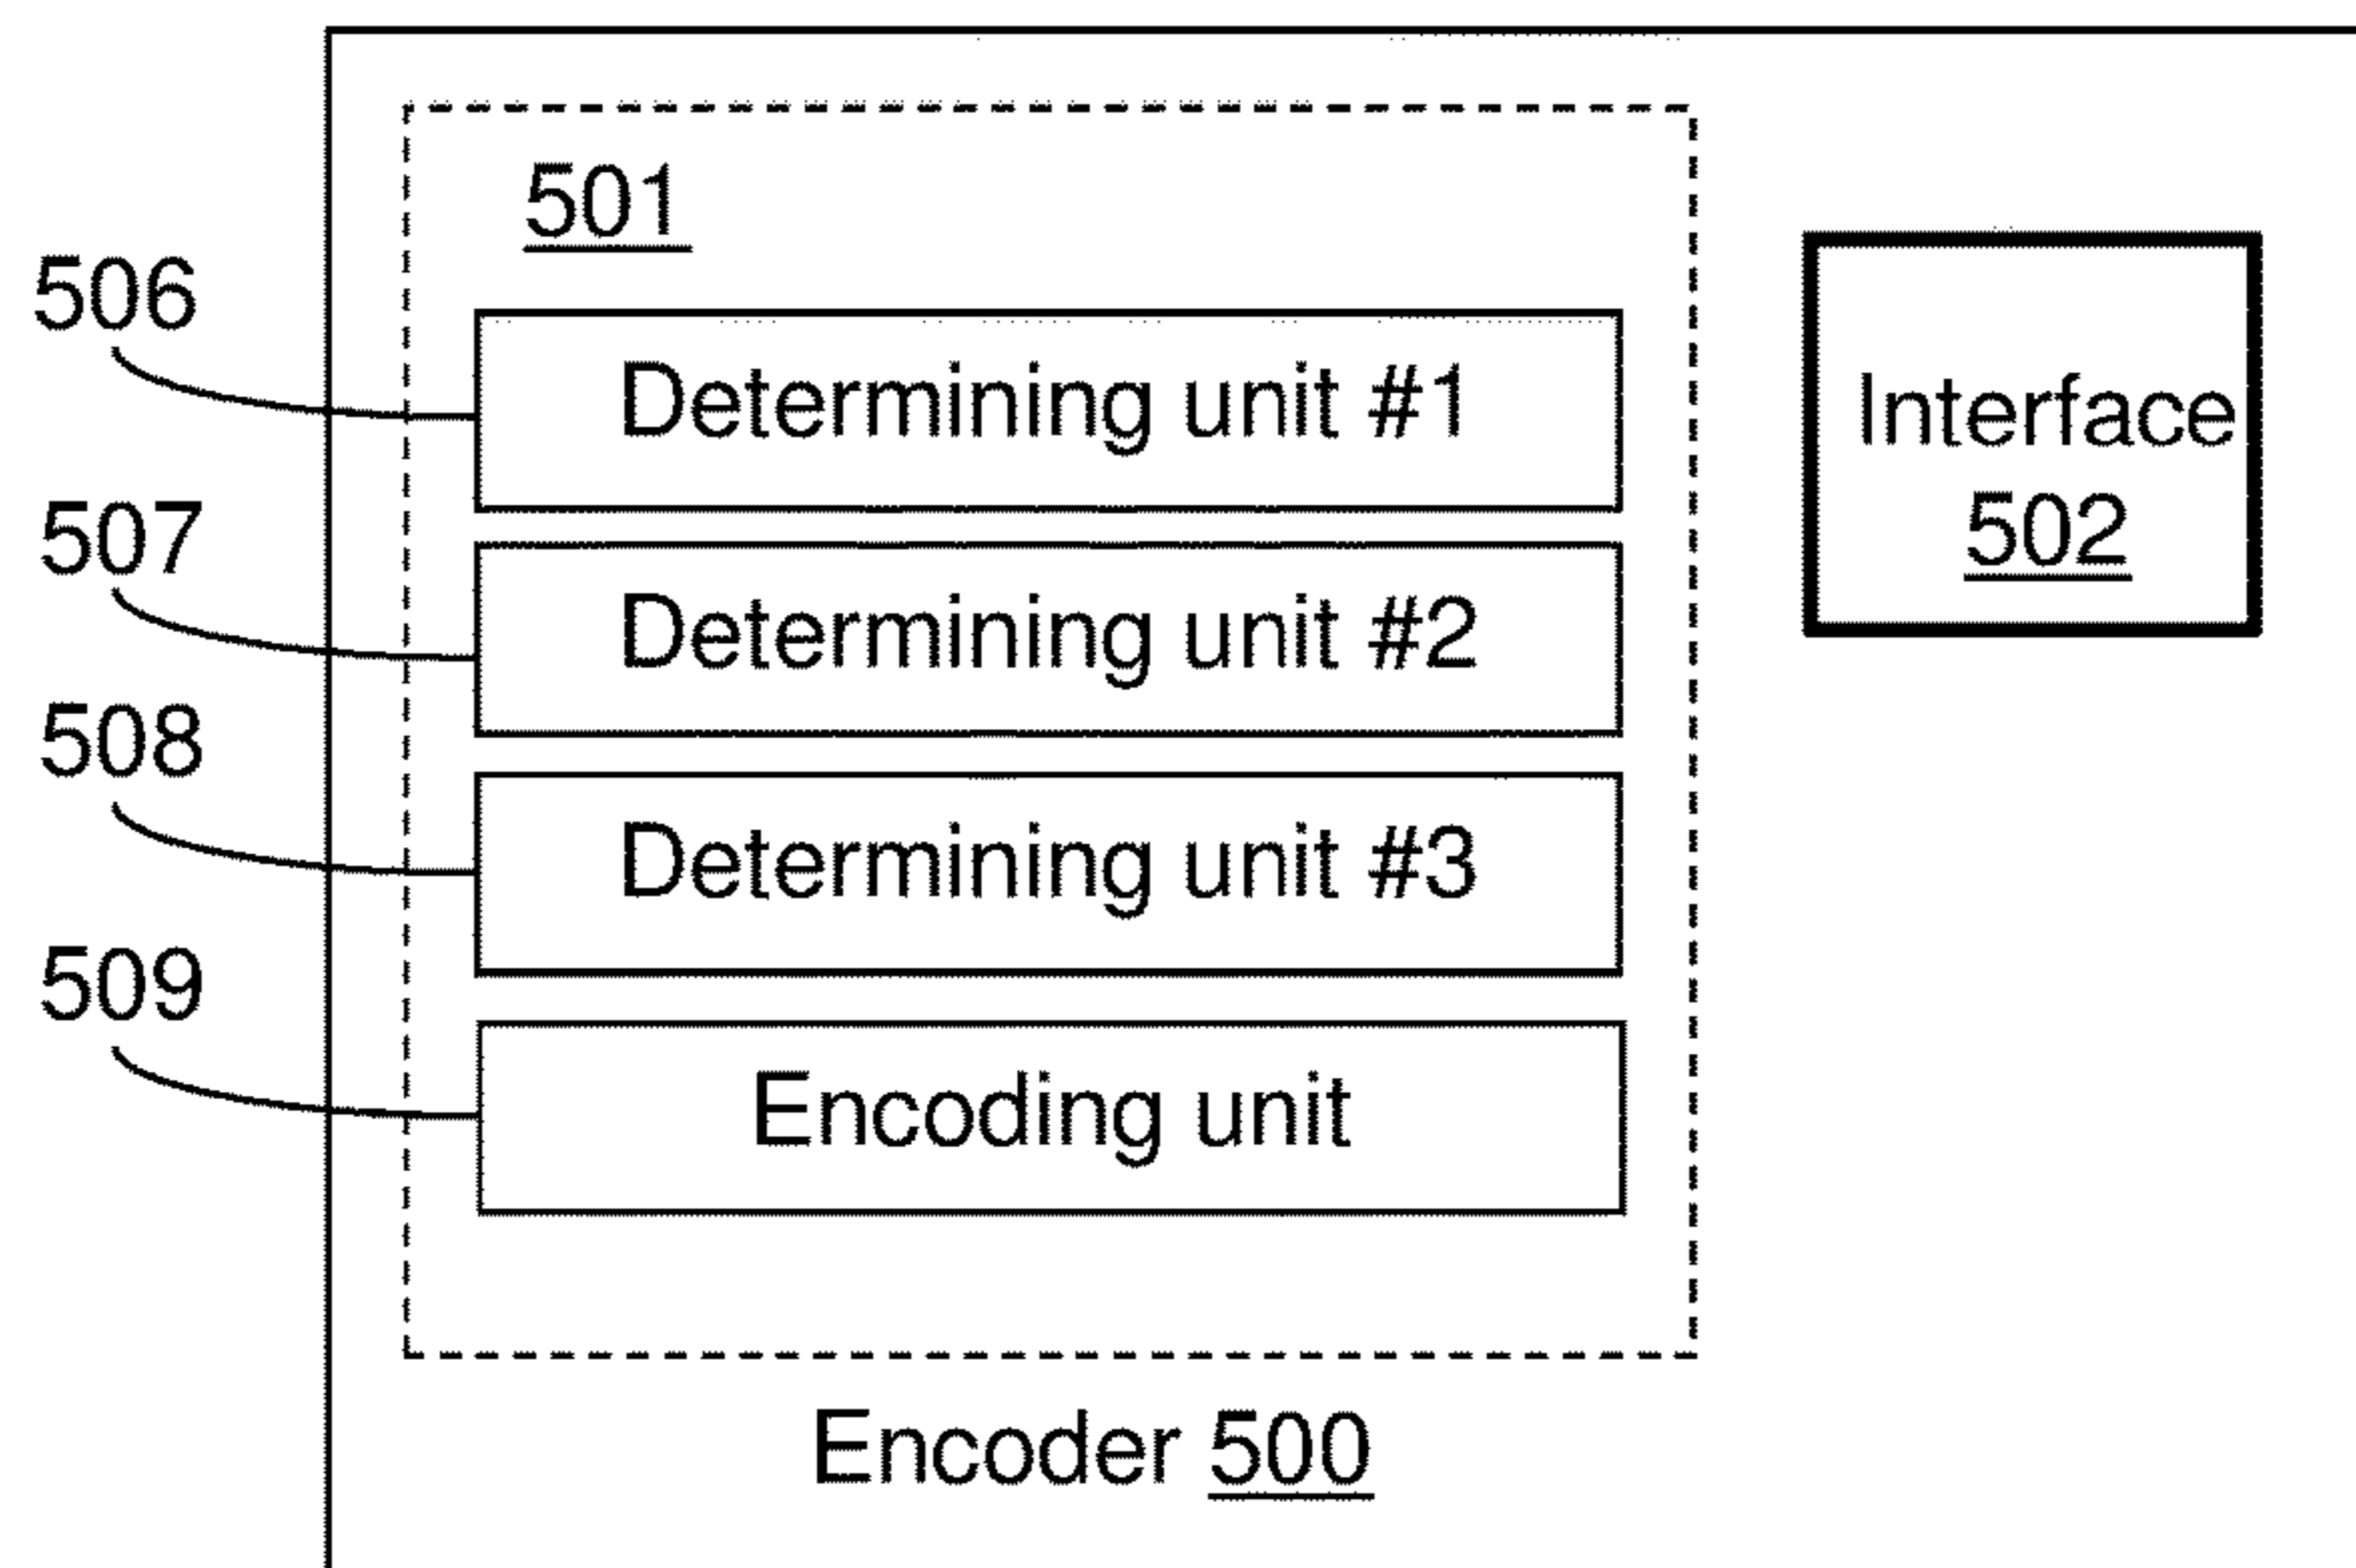 501
506
Determining unit #1
Interface
502
507
Determining unit #2
508
Determining unit #3
509
Encoding unit
Encoder 500